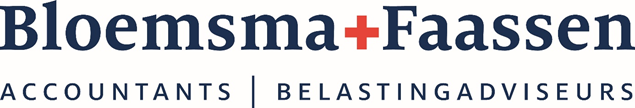 Bloemsma+Faassen
ACCOUNTANTS | BELASTINGADVISEURS